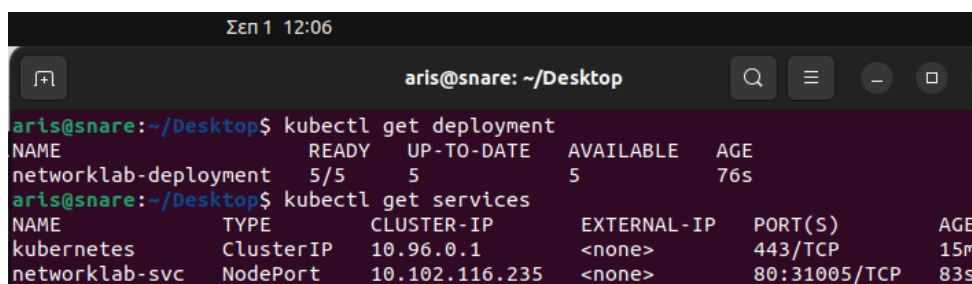 Σεπ 1 12:06
aris@snare: ~/Desktop
aris@snare:~/Desktop$ kubectl get deployment
NAME READY UP-TO-DATE AVAILABLE AGE
networklab-deployment 5/5 5 5 76s
aris@snare:~/Desktop$ kubectl get services
NAME TYPE CLUSTER-IP EXTERNAL-IP PORT(S) AGE
kubernetes ClusterIP 10.96.0.1 <none> 443/TCP 15m
networklab-svc NodePort 10.102.116.235 <none> 80:31005/TCP 83s